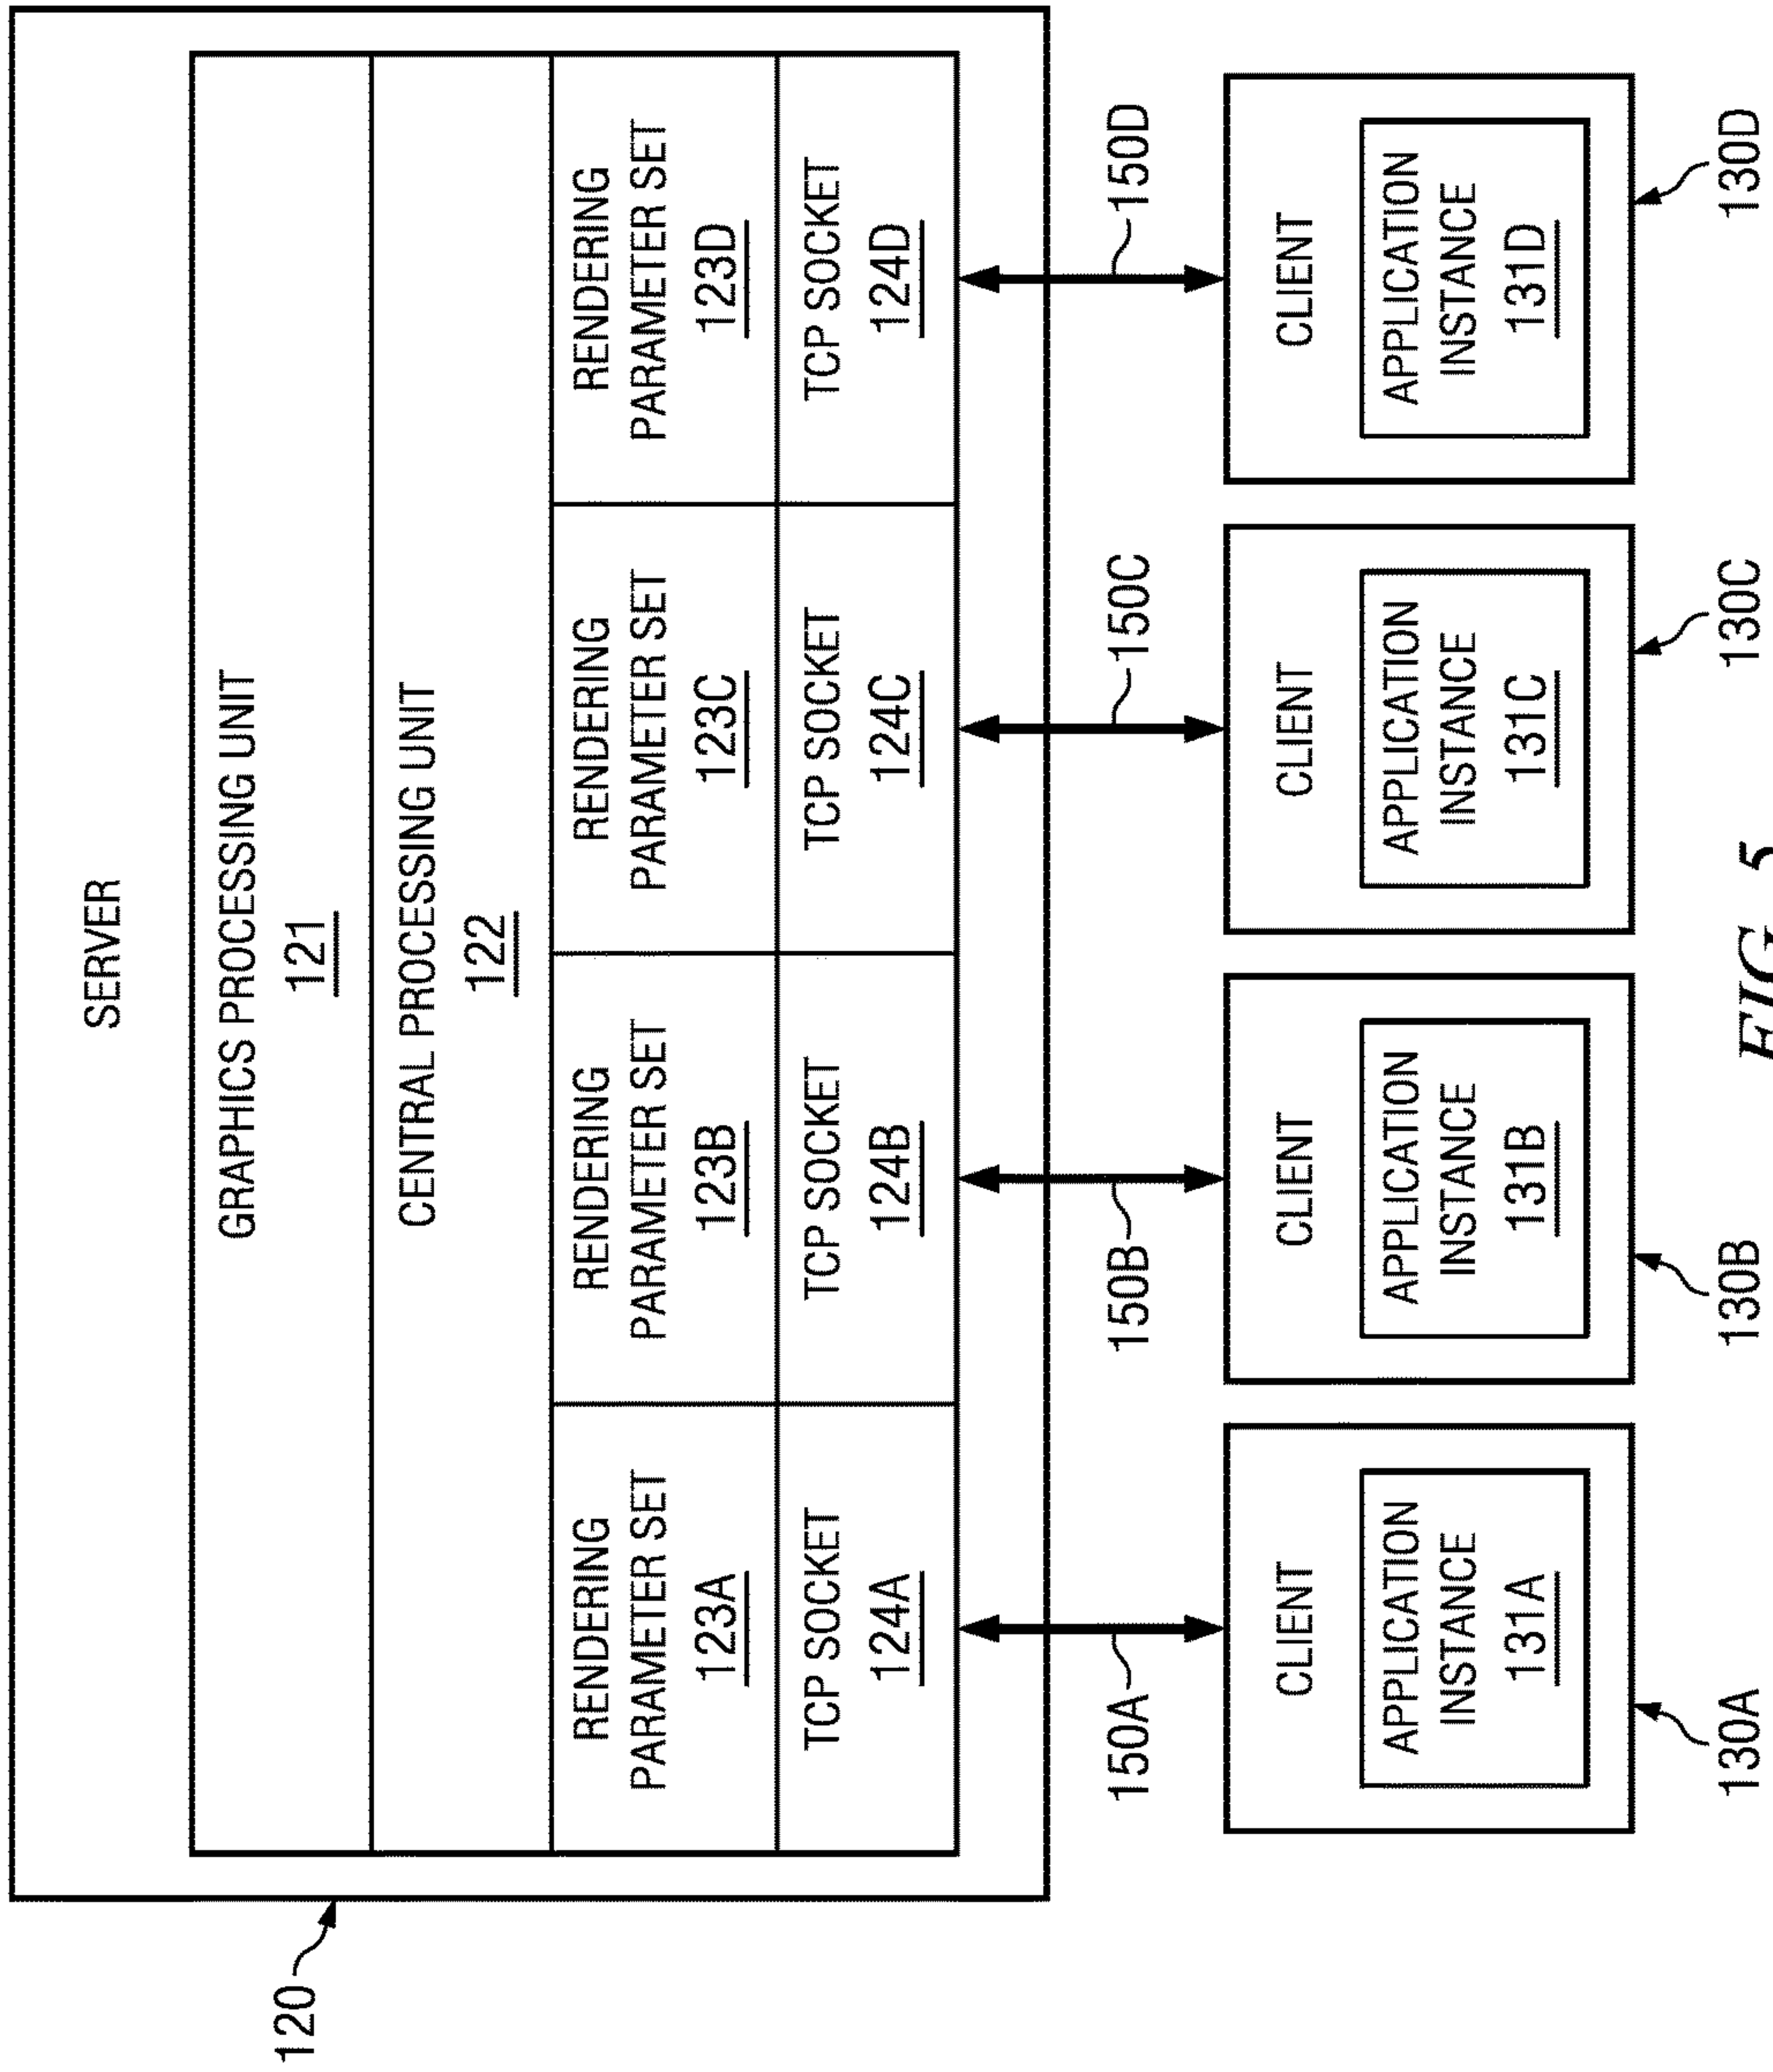 SERVER
120
GRAPHICS PROCESSING UNIT
121
CENTRAL PROCESSING UNIT
122
RENDERING
PARAMETER SET
123A
RENDERING
PARAMETER SET
123B
RENDERING
PARAMETER SET
123C
RENDERING
PARAMETER SET
123D
TCP SOCKET
124A
TCP SOCKET
124B
TCP SOCKET
124C
TCP SOCKET
124D
150A
150B
150C
150D
CLIENT
APPLICATION
INSTANCE
131A
130A
CLIENT
APPLICATION
INSTANCE
131B
130B
CLIENT
APPLICATION
INSTANCE
131C
130C
CLIENT
APPLICATION
INSTANCE
131D
130D
FIG. 5